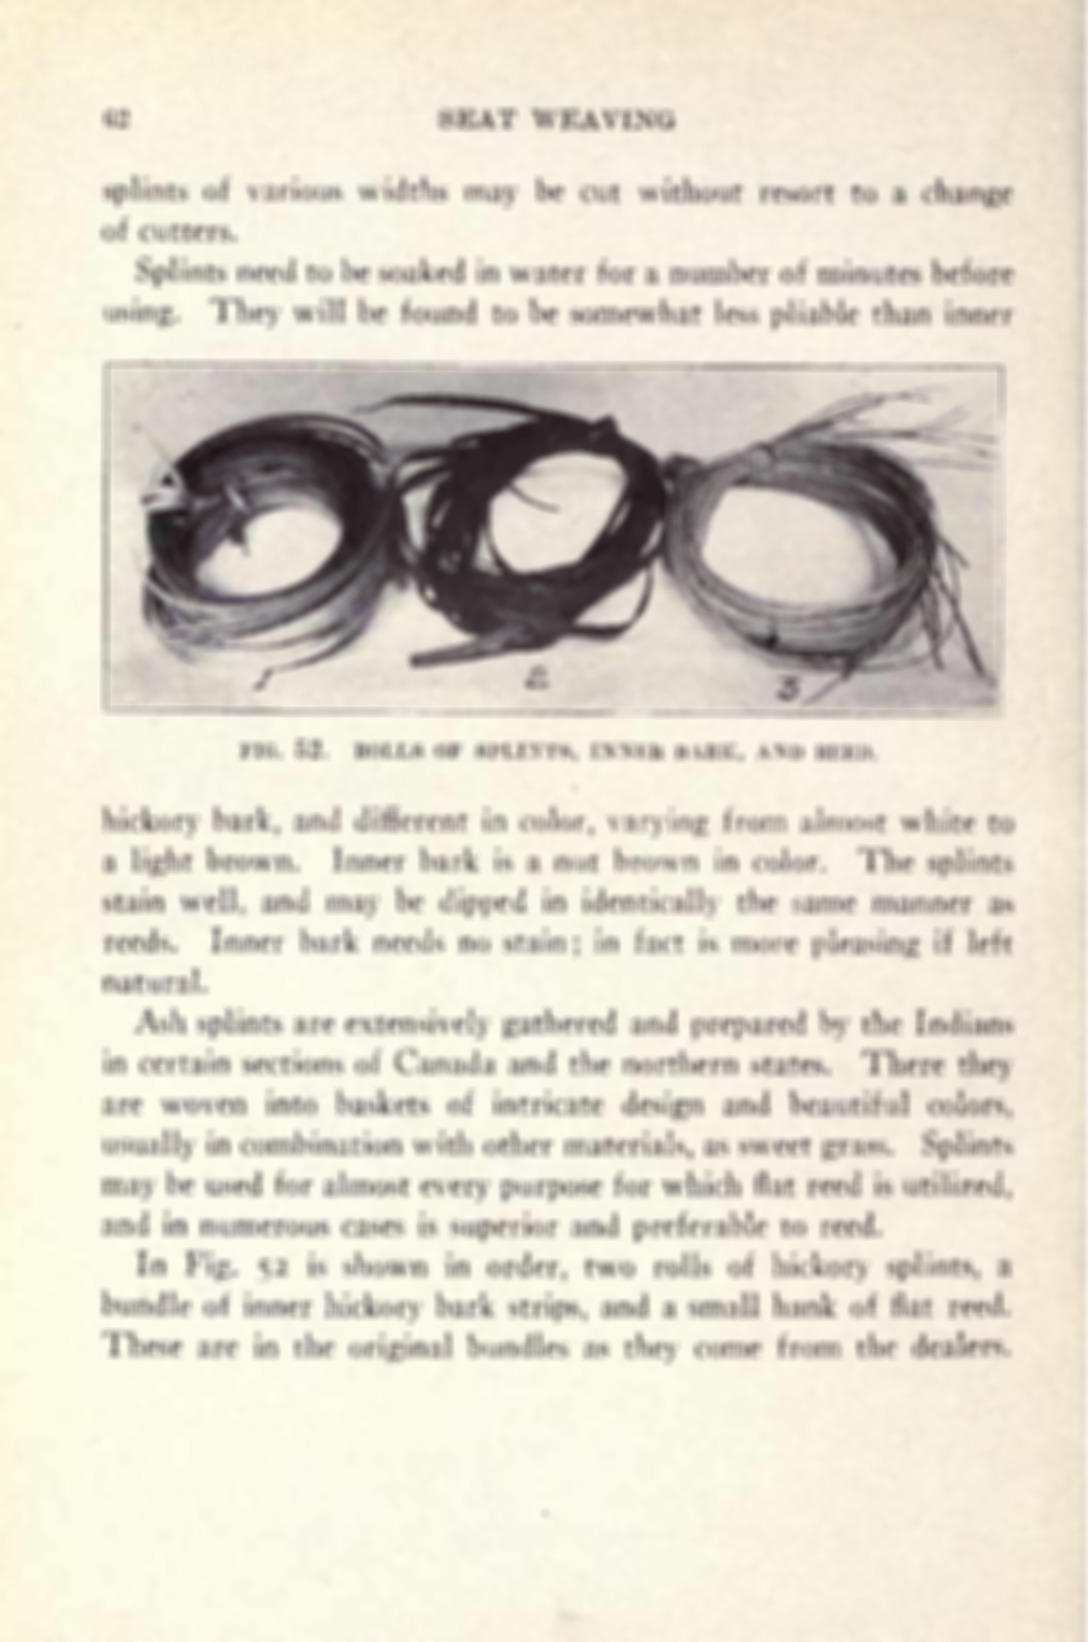 62 SEAT WEAVING
splints of various widths may be cut without resort to a change
of cutters.
Splints need to be soaked in water for a number of minutes before
using. They will be found to be somewhat less pliable than inner
1 2 3
FIG. 52. ROLLS OF SPLINTS, INNER BARK, AND REED.
hickory bark, and different in color, varying from almost white to
a light brown. Inner bark is a nut brown in color. The splints
stain well, and may be dipped in identically the same manner as
reeds. Inner bark needs no stain; in fact is more pleasing if left
natural.
Ash splints are extensively gathered and prepared by the Indians
in certain sections of Canada and the northern states. There they
are woven into baskets of intricate design and beautiful colors,
usually in combination with other materials, as sweet grass. Splints
may be used for almost every purpose for which flat reed is utilized,
and in numerous cases is superior and preferable to reed.
In Fig. 52 is shown in order, two rolls of hickory splints, a
bundle of inner hickory bark strips, and a small hank of flat reed.
These are in the original bundles as they come from the dealers.